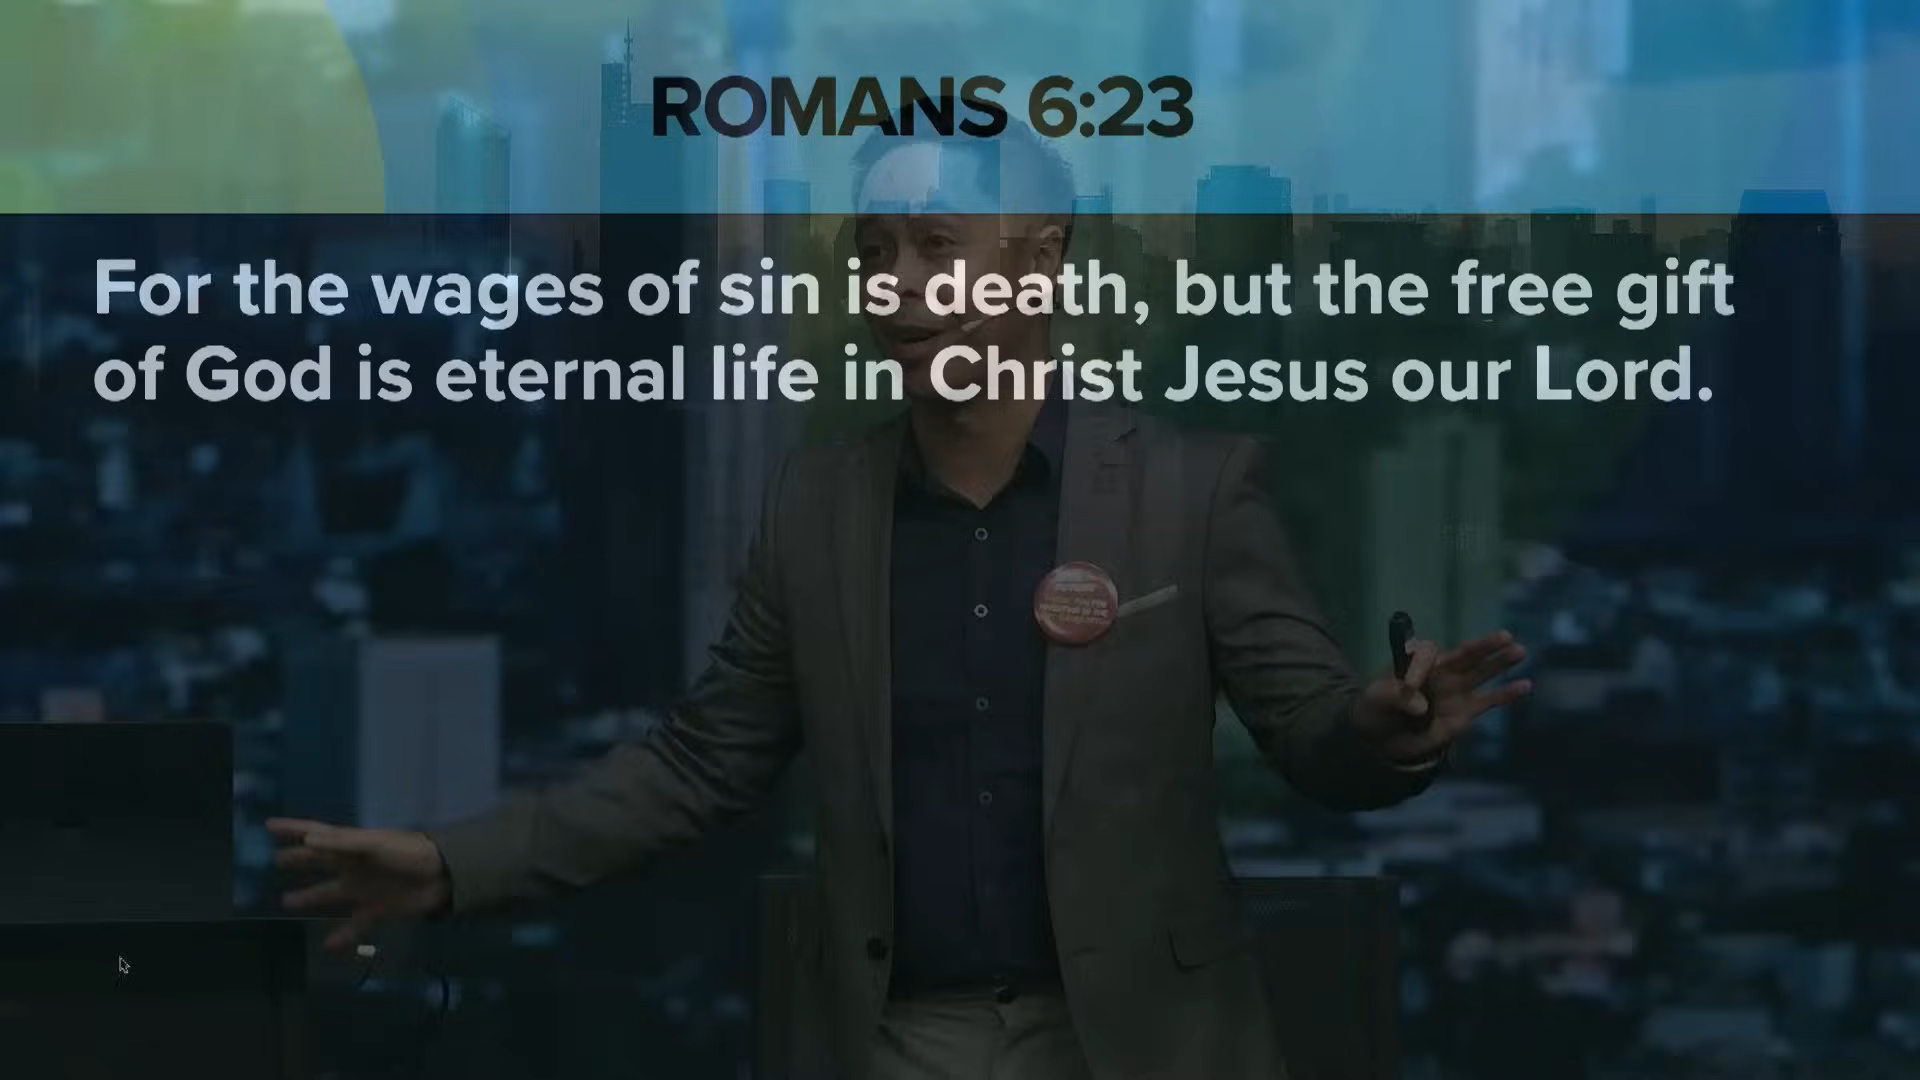 ROMANS 6:23
For the wages of sin is death, but the free gift
of God is eternal life in Christ Jesus our Lord.